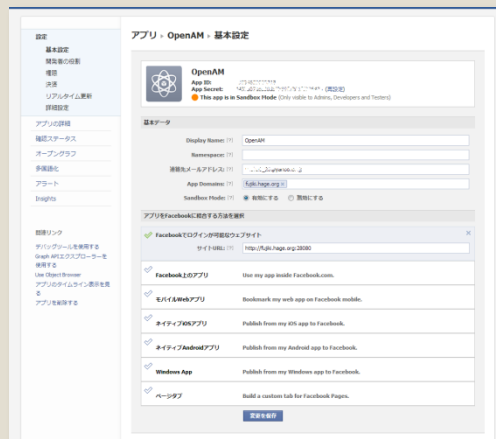 設定
基本設定
開発者の役割
権限
決済
リアルタイム更新
詳細設定
アプリの詳細
確認ステータス
オープングラフ
多言語化
アラート
Insights
関連リンク
デバッグツールを使用する
Graph APIエクスプローラーを
使用する
Use Object Browser
アプリのタイムライン表示を見
る
アプリを削除する
アプリ › OpenAM › 基本設定
OpenAM
App ID:
App Secret: (再設定)
This app is in Sandbox Mode (Only visible to Admins, Developers and Testers)
基本データ
Display Name: [?] OpenAM
Namespace: [?]
連絡先メールアドレス: [?]
App Domains: [?] fujiki.hage.org ×
Sandbox Mode: [?] 有効にする 無効にする
アプリをFacebookに統合する方法を選択
Facebookでログインが可能なウェブサイト ×
サイトURL: [?] http://fujiki.hage.org:28080
Facebook上のアプリ Use my app inside Facebook.com.
モバイルWebアプリ Bookmark my web app on Facebook mobile.
ネイティブiOSアプリ Publish from my iOS app to Facebook.
ネイティブAndroidアプリ Publish from my Android app to Facebook.
Windows App Publish from my Windows app to Facebook.
ページタブ Build a custom tab for Facebook Pages.
変更を保存